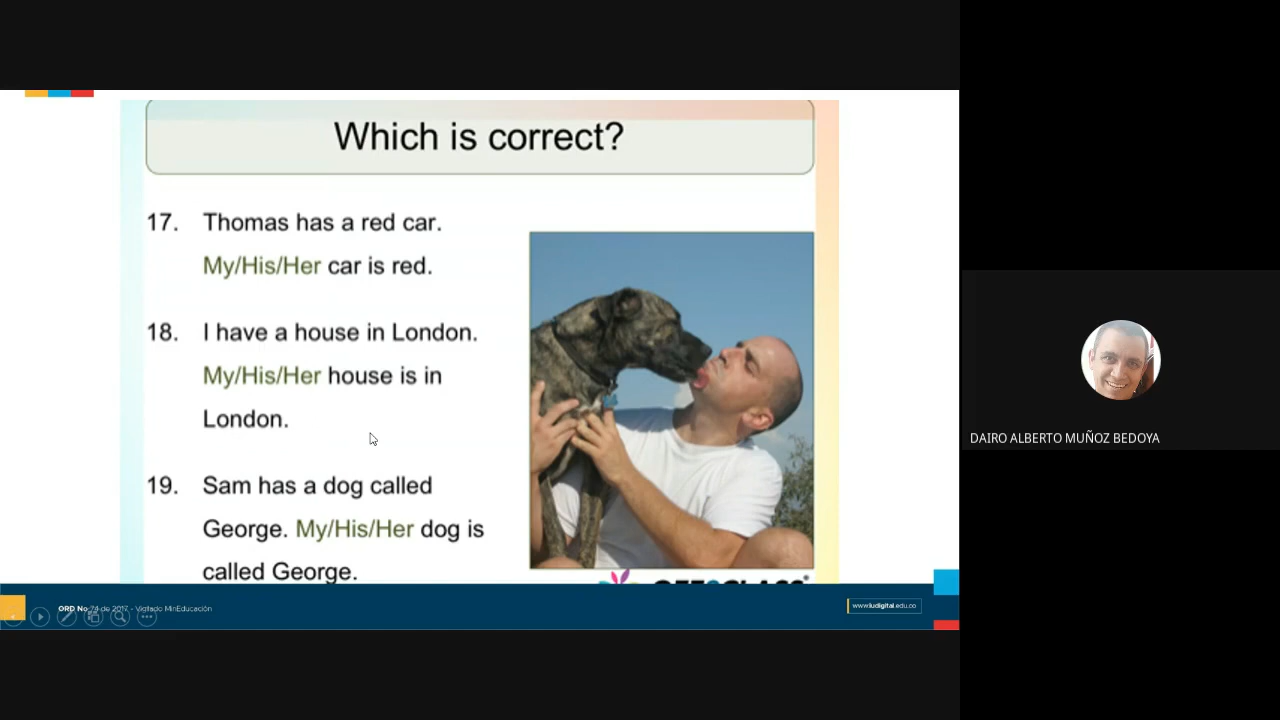 Which is correct?
17. Thomas has a red car.
My/His/Her car is red.
18. I have a house in London.
My/His/Her house is in
London.
19. Sam has a dog called
George. My/His/Her dog is
called George.
ORD No 74 de 2017 - Vigilado MinEducación
www.iudigital.edu.co
DAIRO ALBERTO MUÑOZ BEDOYA